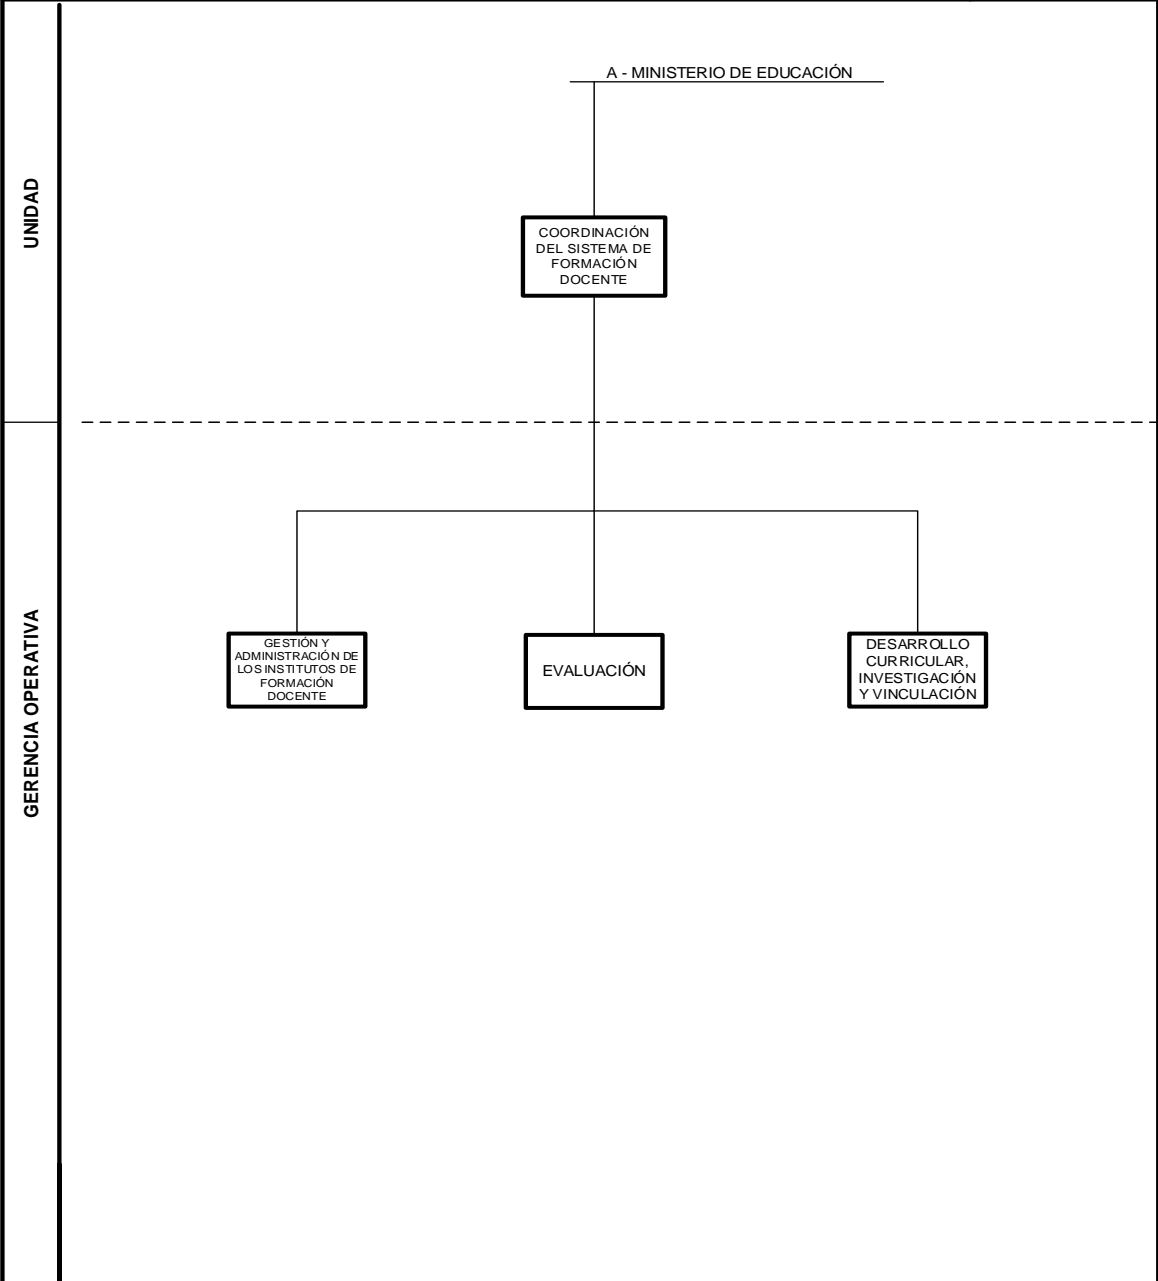 A - MINISTERIO DE EDUCACIÓN
UNIDAD
COORDINACIÓN
DEL SISTEMA DE
FORMACIÓN
DOCENTE
GERENCIA OPERATIVA
GESTIÓN Y
ADMINISTRACIÓN DE
LOS INSTITUTOS DE
FORMACIÓN
DOCENTE
EVALUACIÓN
DESARROLLO
CURRICULAR,
INVESTIGACIÓN
Y VINCULACIÓN